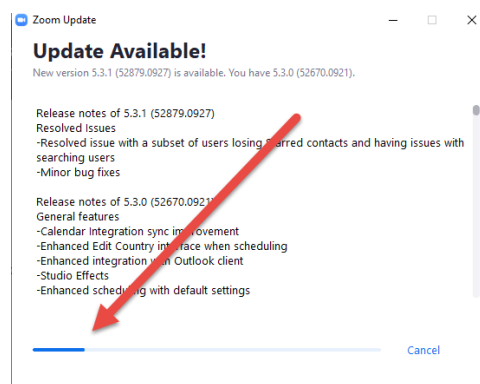 Zoom Update
Update Available!
New version 5.3.1 (52879.0927) is available. You have 5.3.0 (52670.0921).
Release notes of 5.3.1 (52879.0927)
Resolved Issues
-Resolved issue with a subset of users losing Starred contacts and having issues with
searching users
-Minor bug fixes
Release notes of 5.3.0 (52670.0921)
General features
-Calendar Integration sync improvement
-Enhanced Edit Country interface when scheduling
-Enhanced integration with Outlook client
-Studio Effects
-Enhanced scheduling with default settings
Cancel